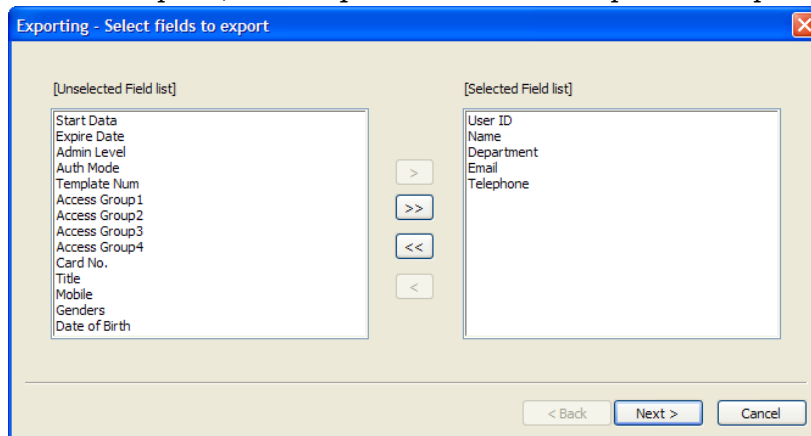 Exporting - Select fields to export
[Unselected Field list]
Start Data
Expire Date
Admin Level
Auth Mode
Template Num
Access Group1
Access Group2
Access Group3
Access Group4
Card No.
Title
Mobile
Genders
Date of Birth
>
>>
<<
<
[Selected Field list]
User ID
Name
Department
Email
Telephone
< Back Next > Cancel